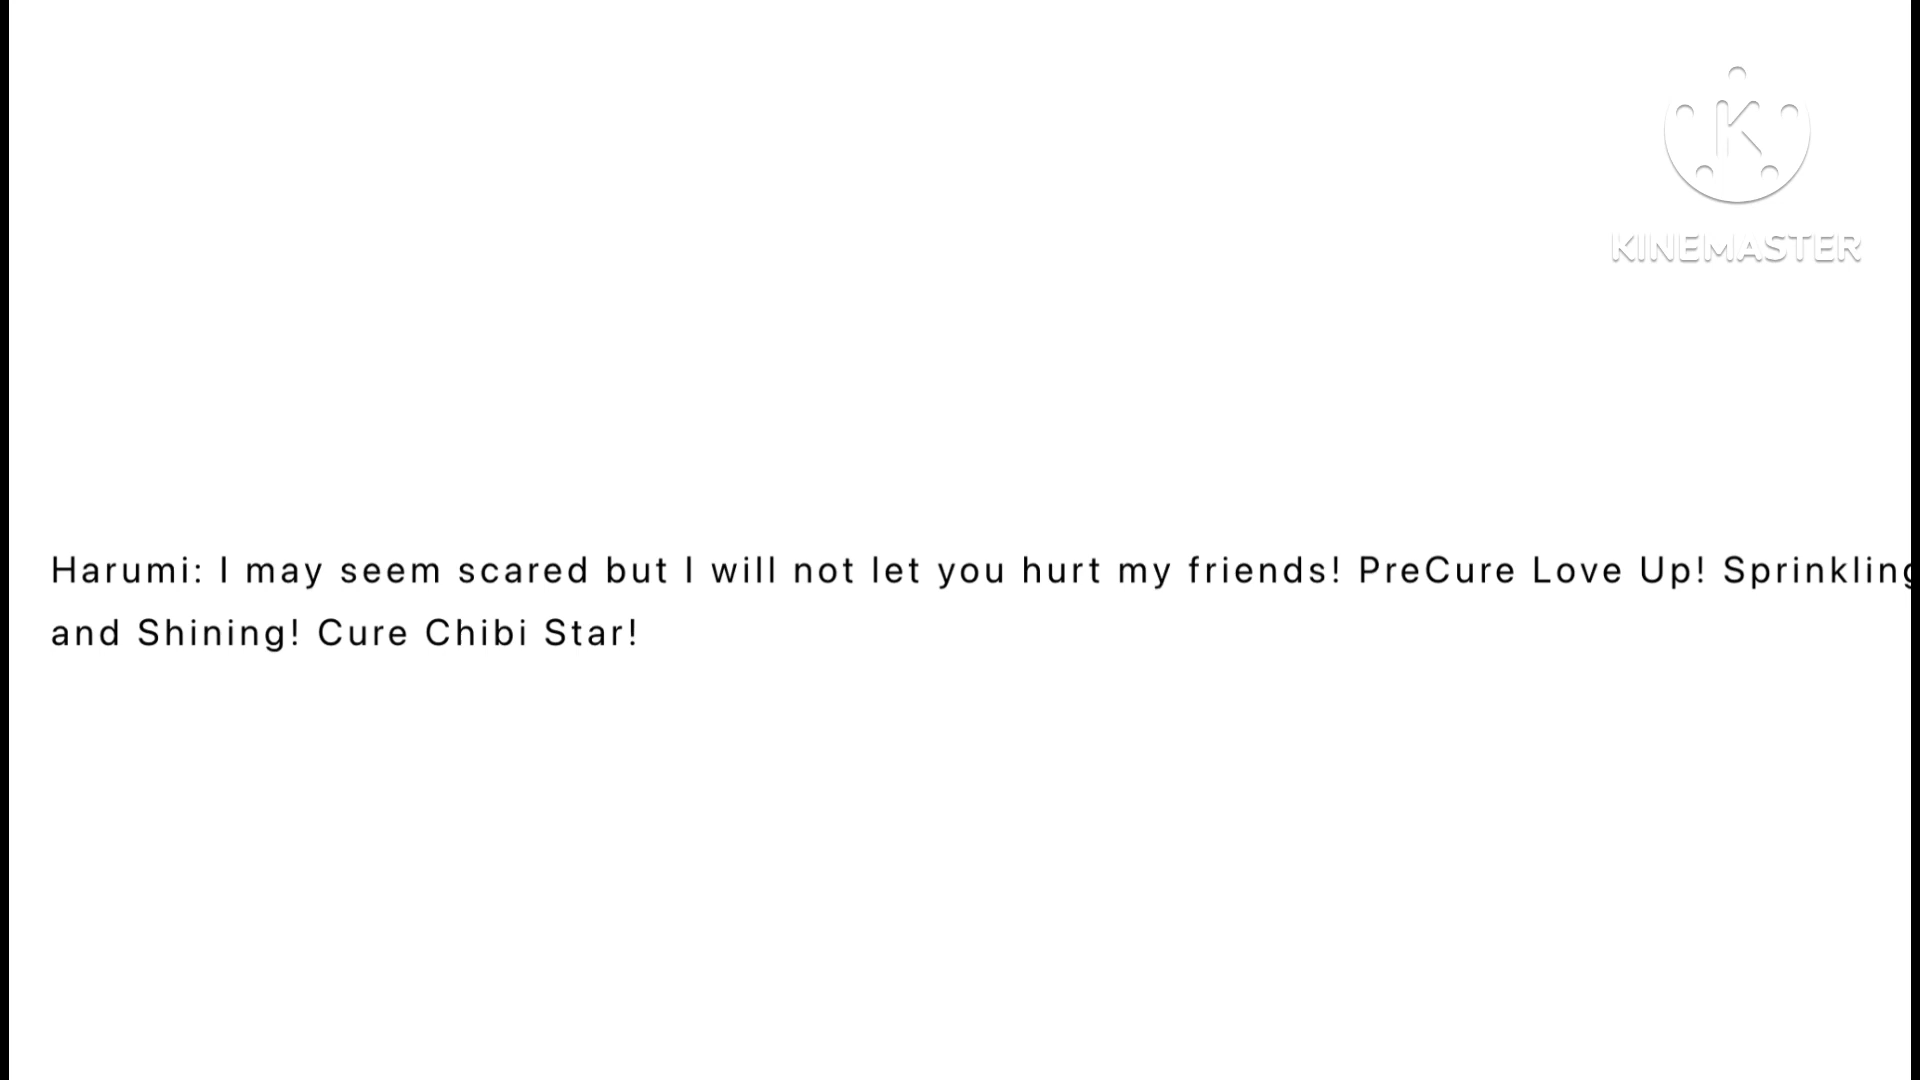 KINEMASTER
Harumi: I may seem scared but I will not let you hurt my friends! PreCure Love Up! Sprinkling
and Shining! Cure Chibi Star!